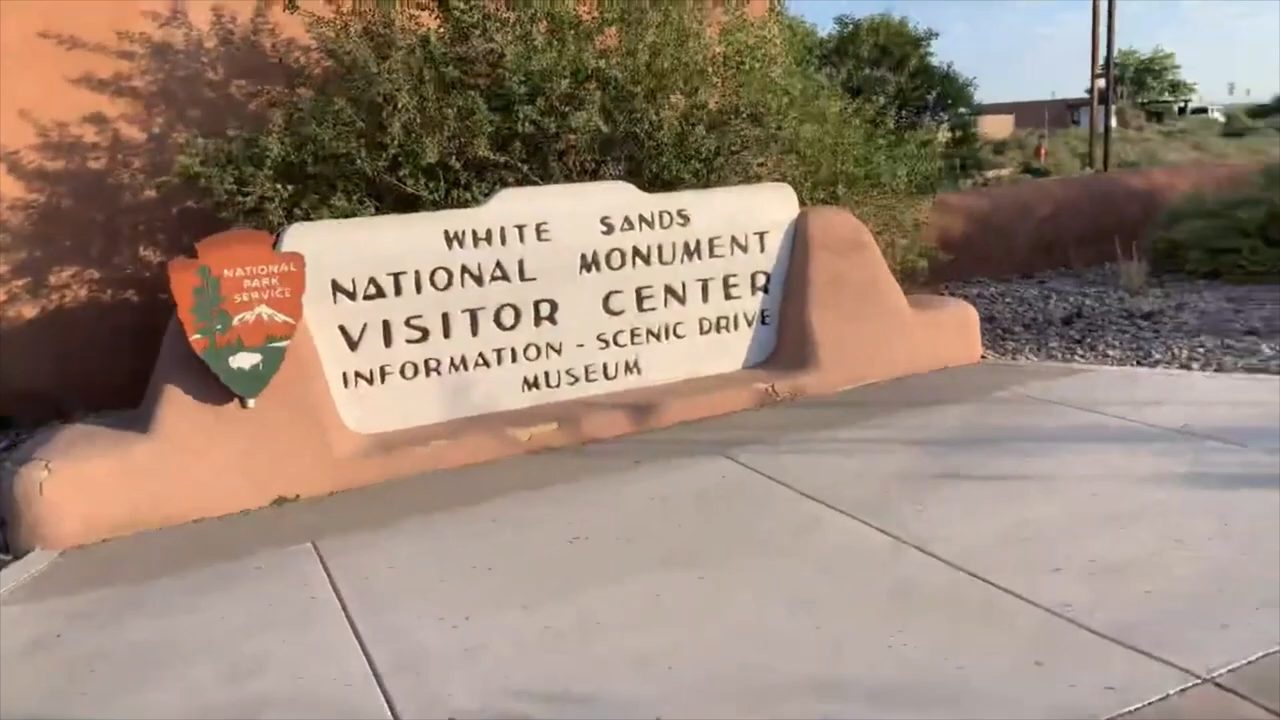 NATIONAL
PARK
SERVICE
WHITE SANDS
NATIONAL MONUMENT
VISITOR CENTER
INFORMATION - SCENIC DRIVE
MUSEUM